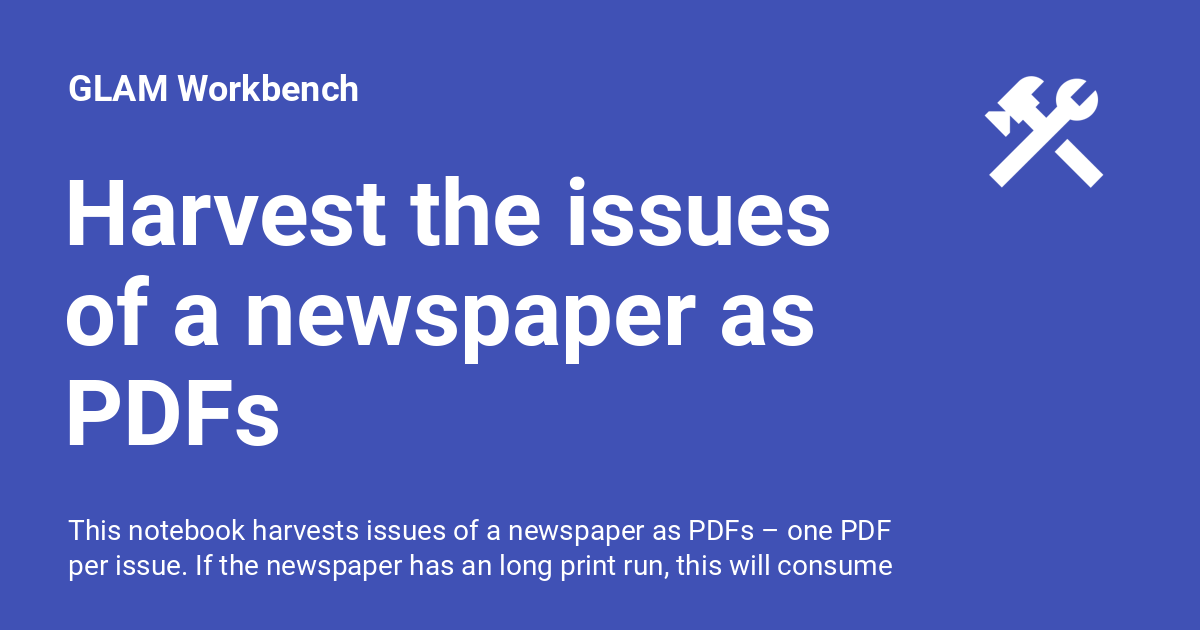 GLAM Workbench
Harvest the issues
of a newspaper as
PDFs
This notebook harvests issues of a newspaper as PDFs – one PDF
per issue. If the newspaper has an long print run, this will consume